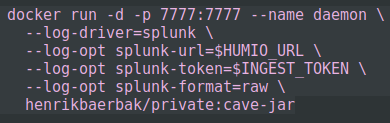 docker run -d -p 7777:7777 --name daemon \
  --log-driver=splunk \
  --log-opt splunk-url=$HUMIO_URL \
  --log-opt splunk-token=$INGEST_TOKEN \
  --log-opt splunk-format=raw \
  henrikbaerbak/private:cave-jar